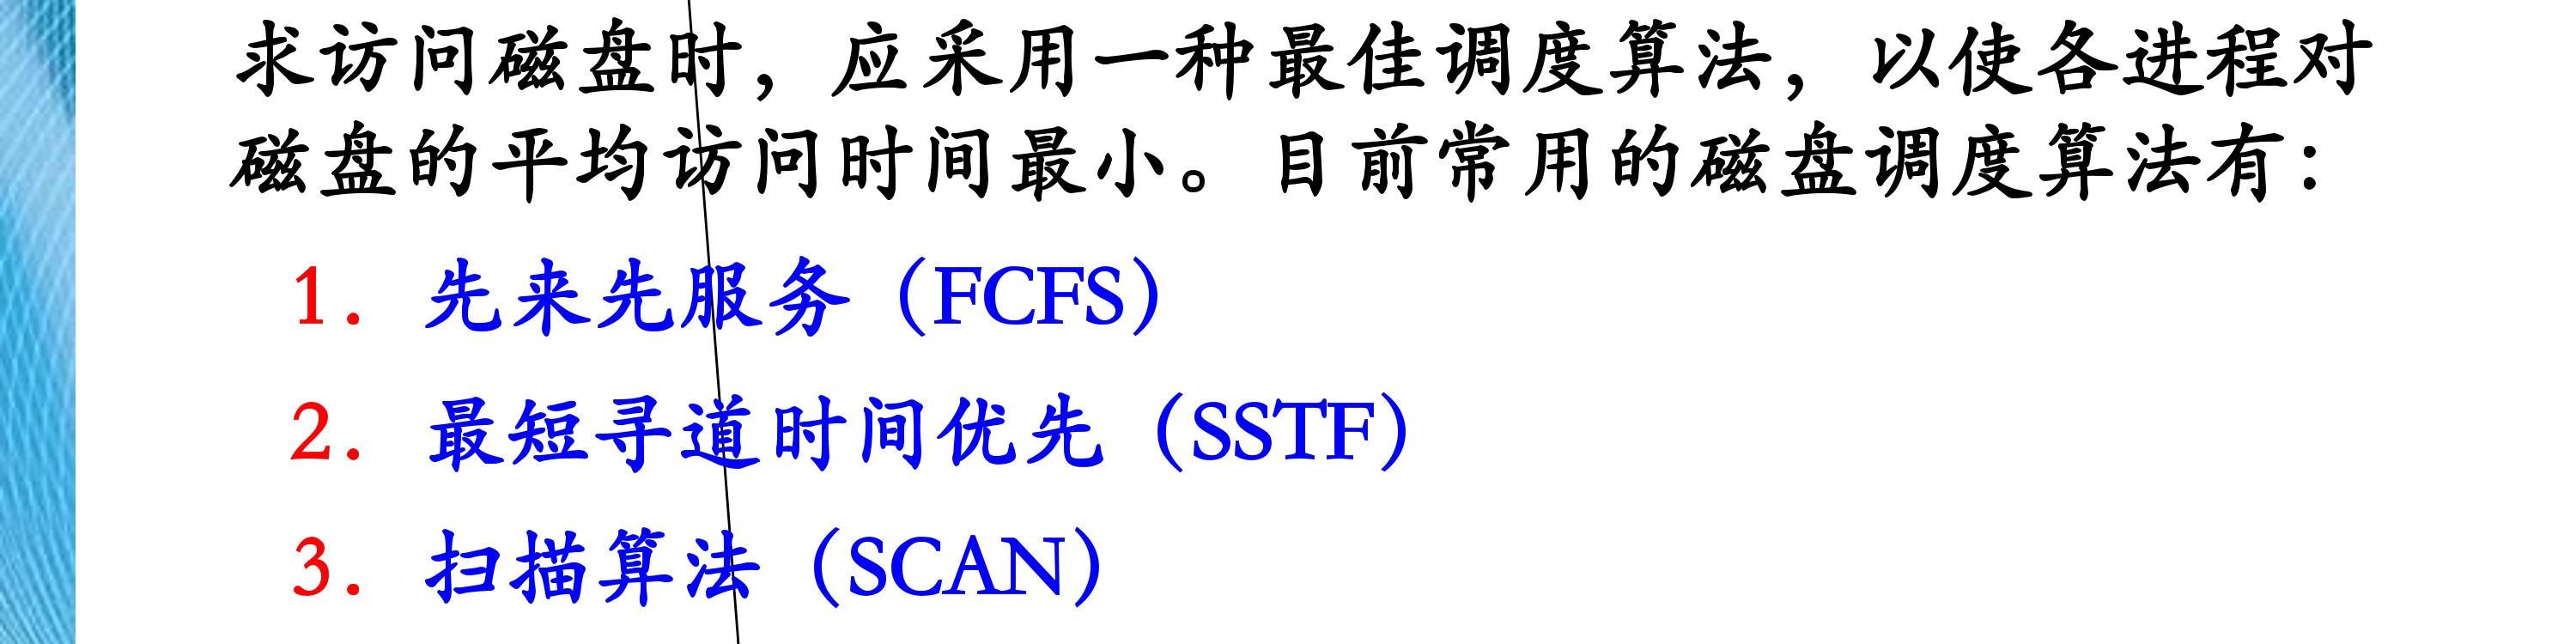 求访问磁盘时，应采用一种最佳调度算法，以使各进程对
磁盘的平均访问时间最小。目前常用的磁盘调度算法有：
1. 先来先服务（FCFS）
2. 最短寻道时间优先（SSTF）
3. 扫描算法（SCAN）